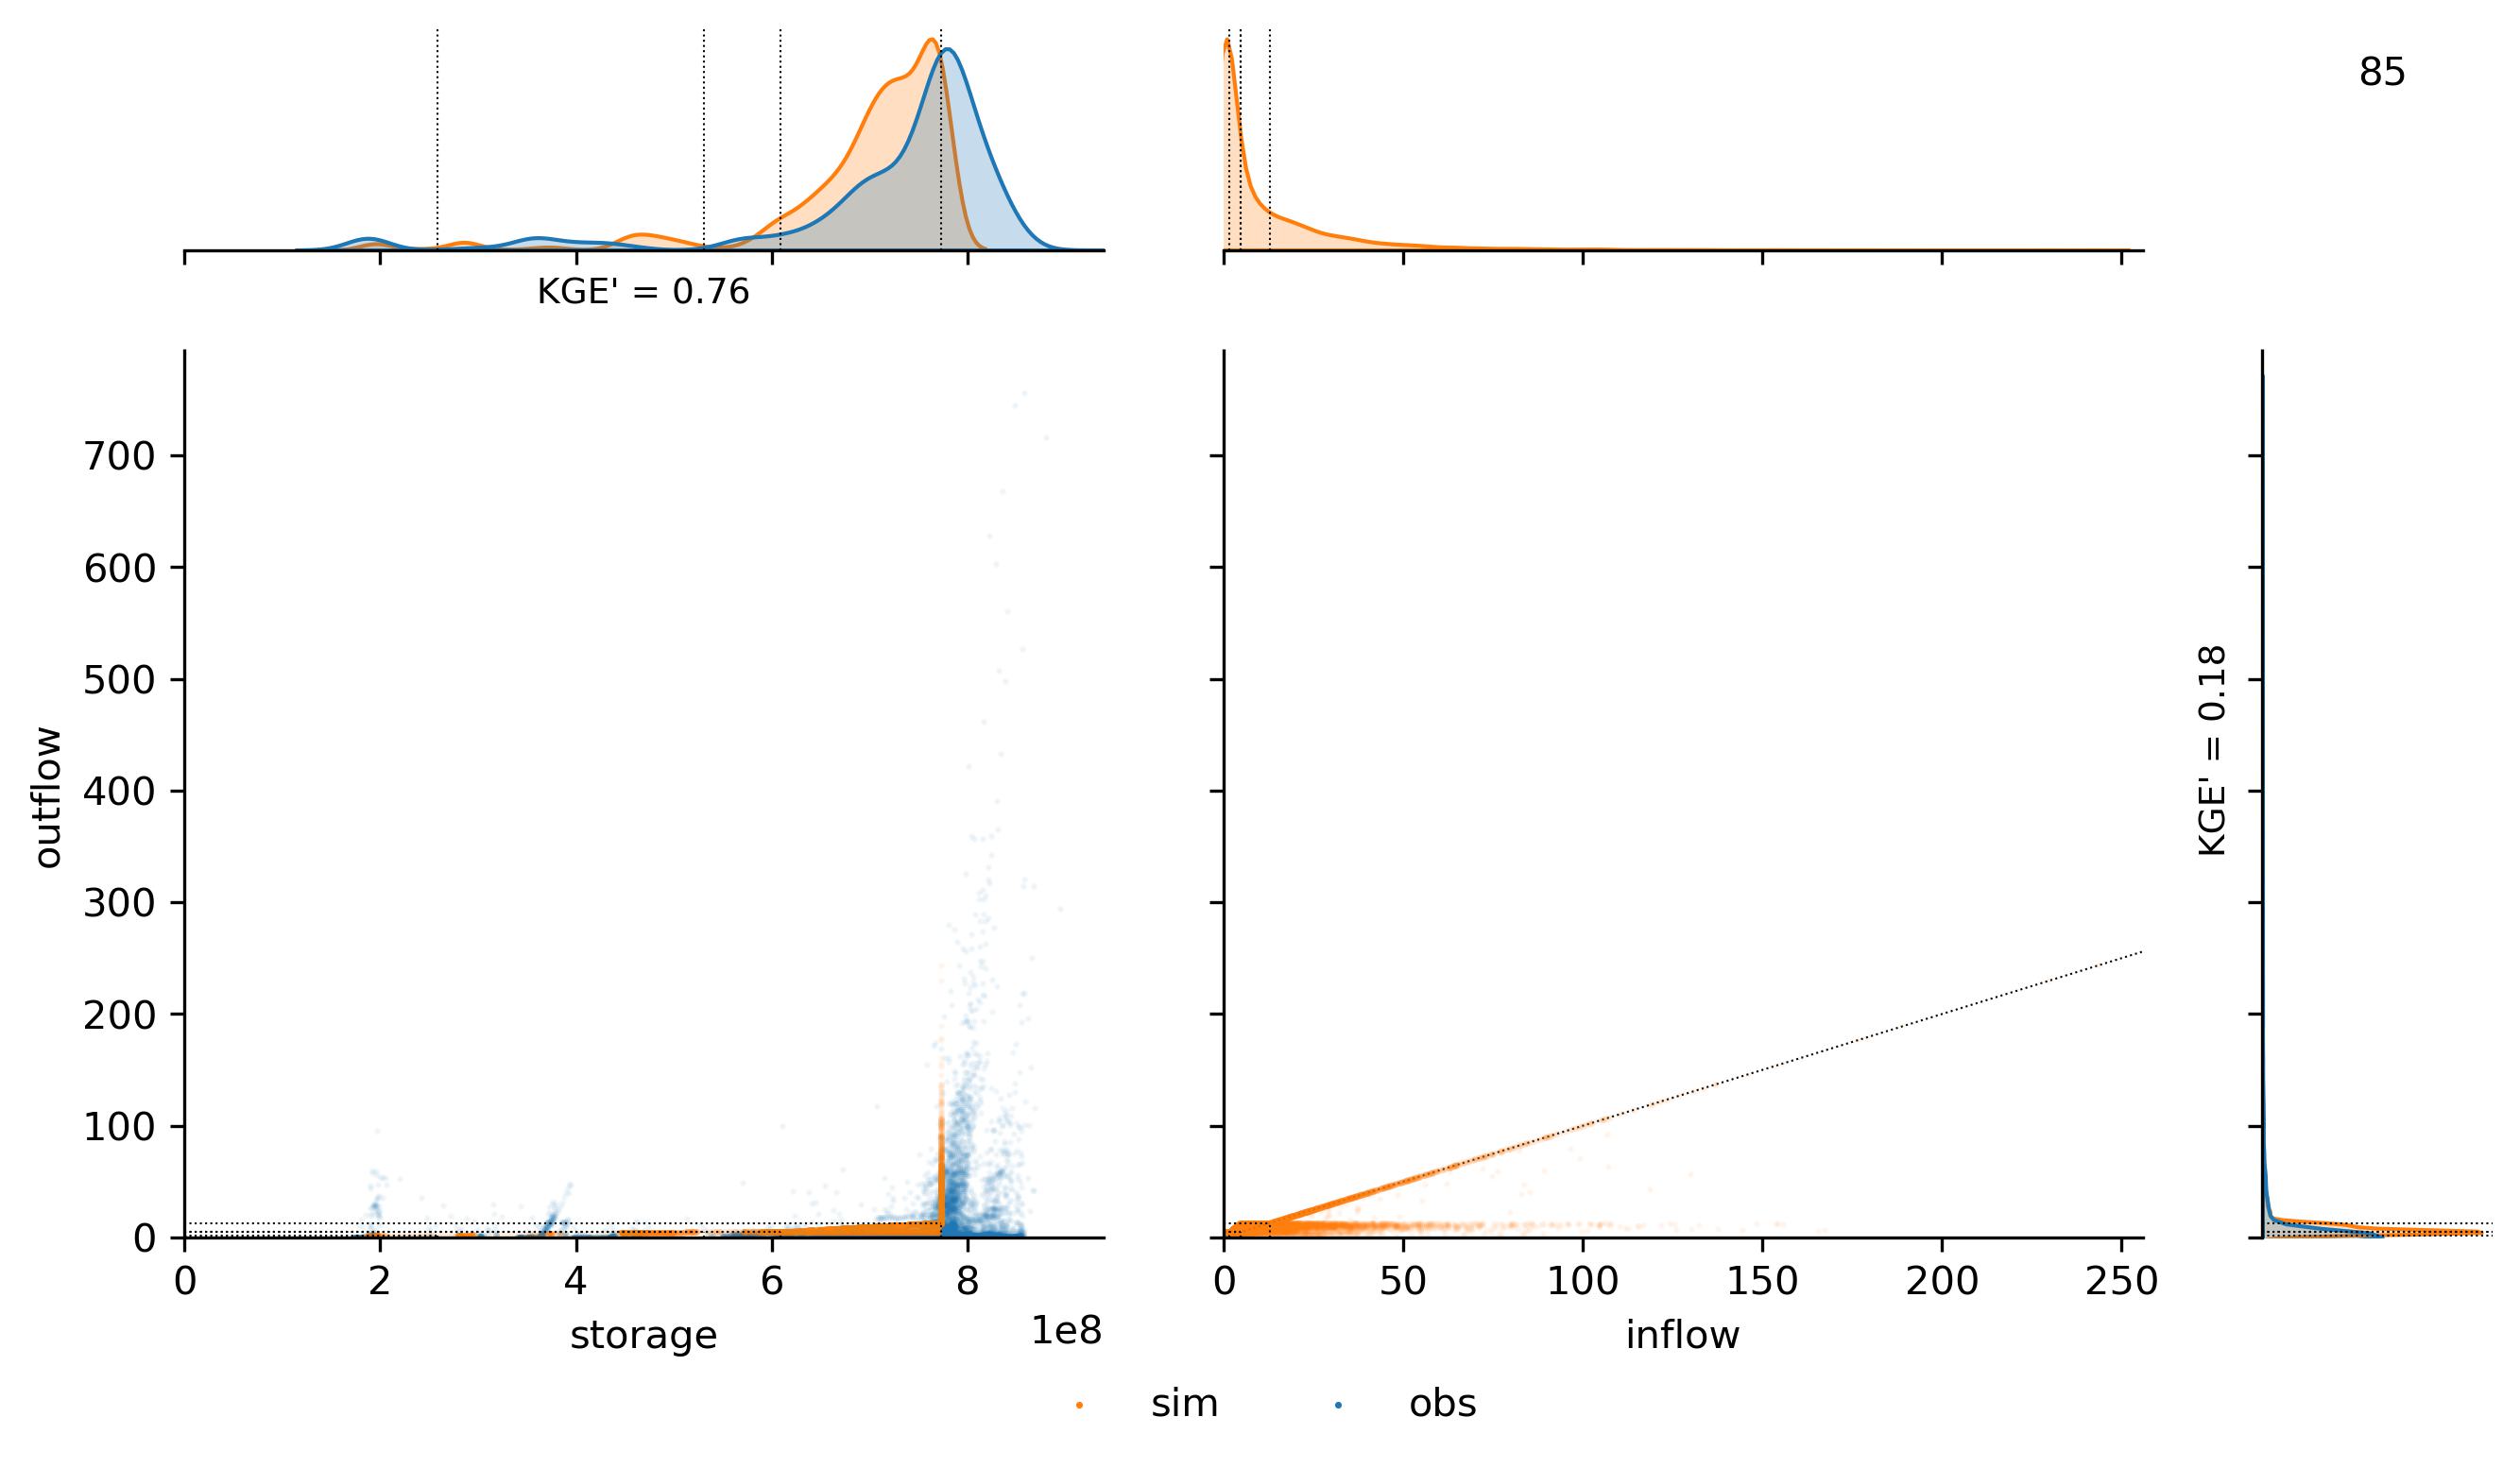 85
KGE' = 0.76
outflow
700
600
500
400
300
200
100
0
KGE' = 0.18
0 2 4 6 8
0 50 100 150 200 250
1e8
storage
inflow
sim obs